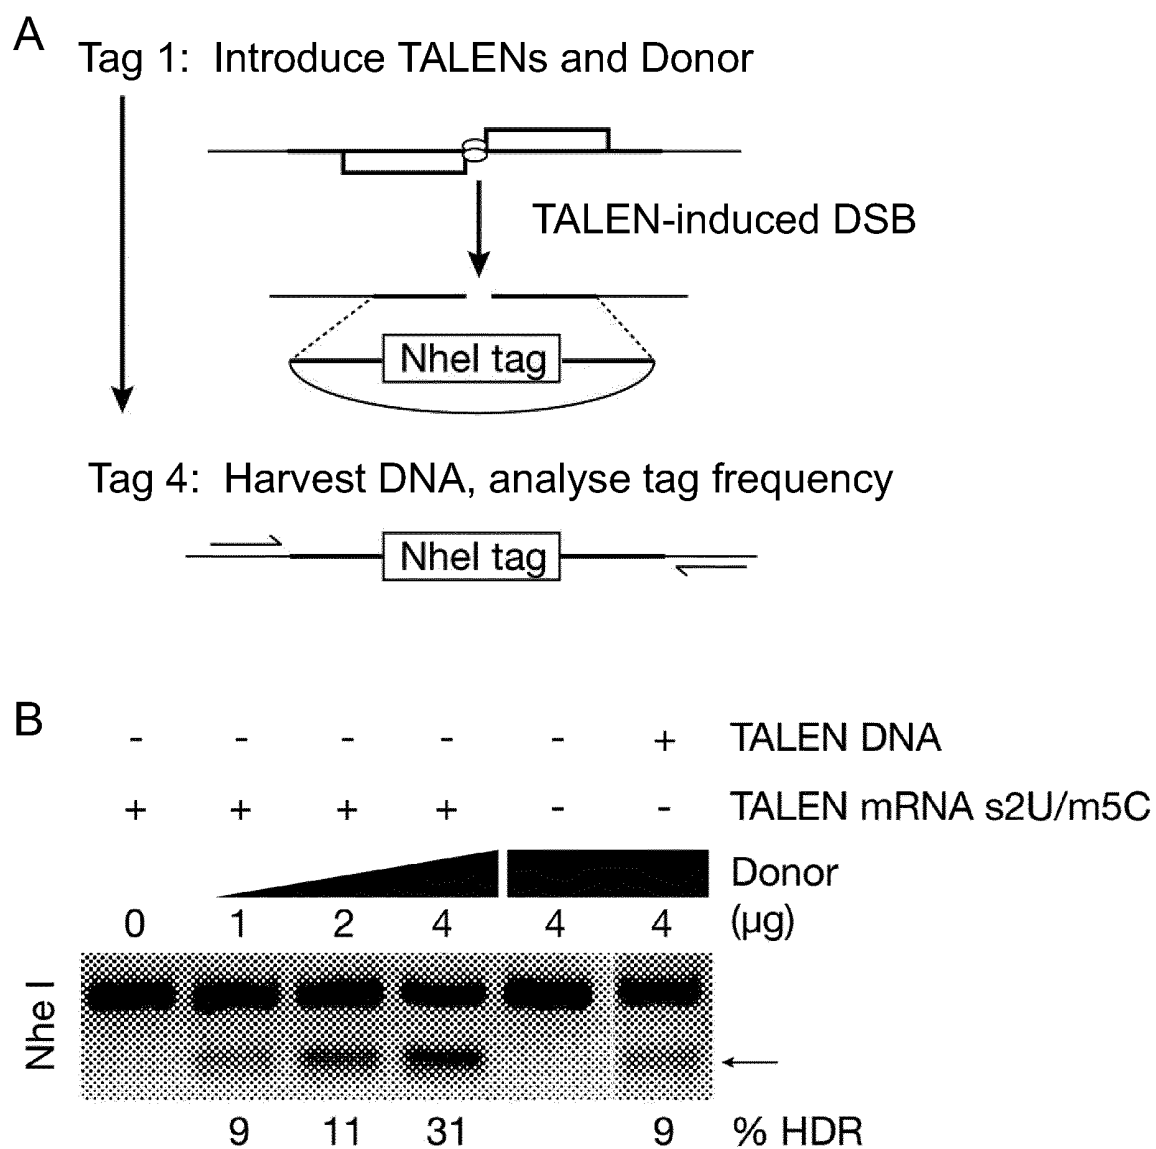 A
Tag 1: Introduce TALENs and Donor
TALEN-induced DSB
NheI tag
Tag 4: Harvest DNA, analyse tag frequency
NheI tag
B
- - - - - + TALEN DNA
+ + + + - - TALEN mRNA s2U/m5C
Donor
0 1 2 4 4 4 (µg)
Nhe I
9 11 31 9 % HDR